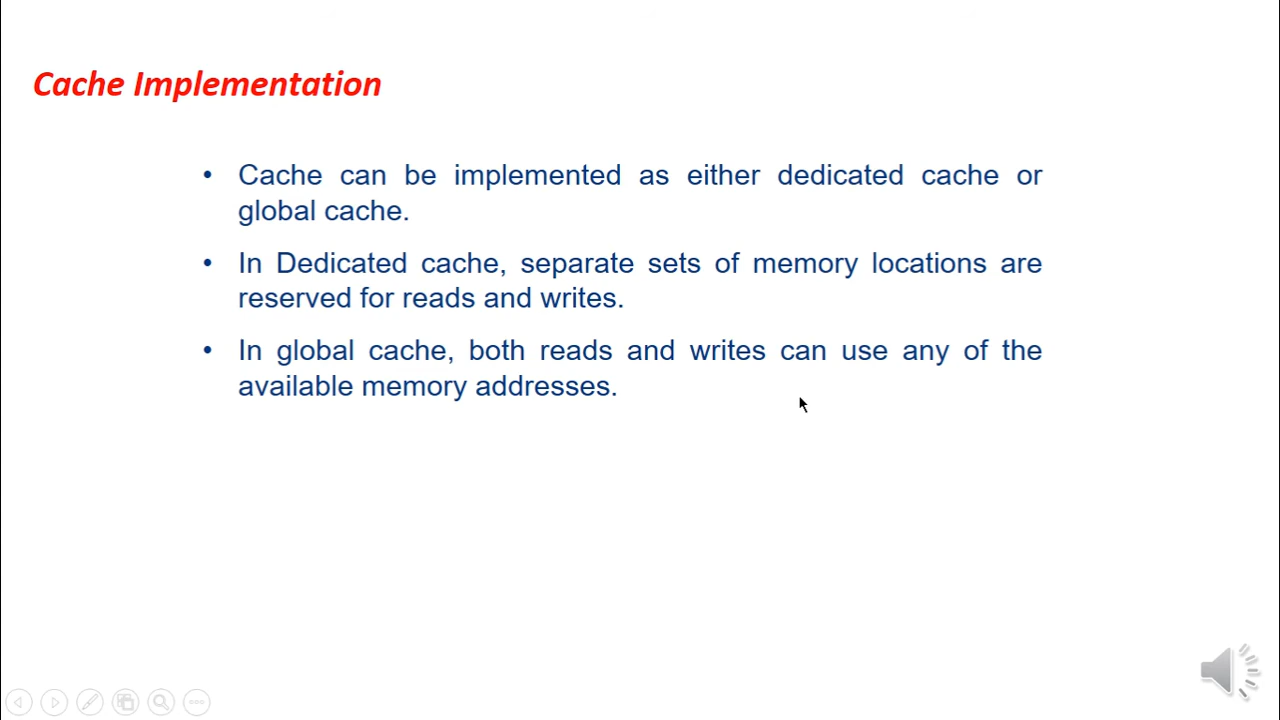 Cache Implementation
• Cache can be implemented as either dedicated cache or
global cache.
• In Dedicated cache, separate sets of memory locations are
reserved for reads and writes.
• In global cache, both reads and writes can use any of the
available memory addresses.